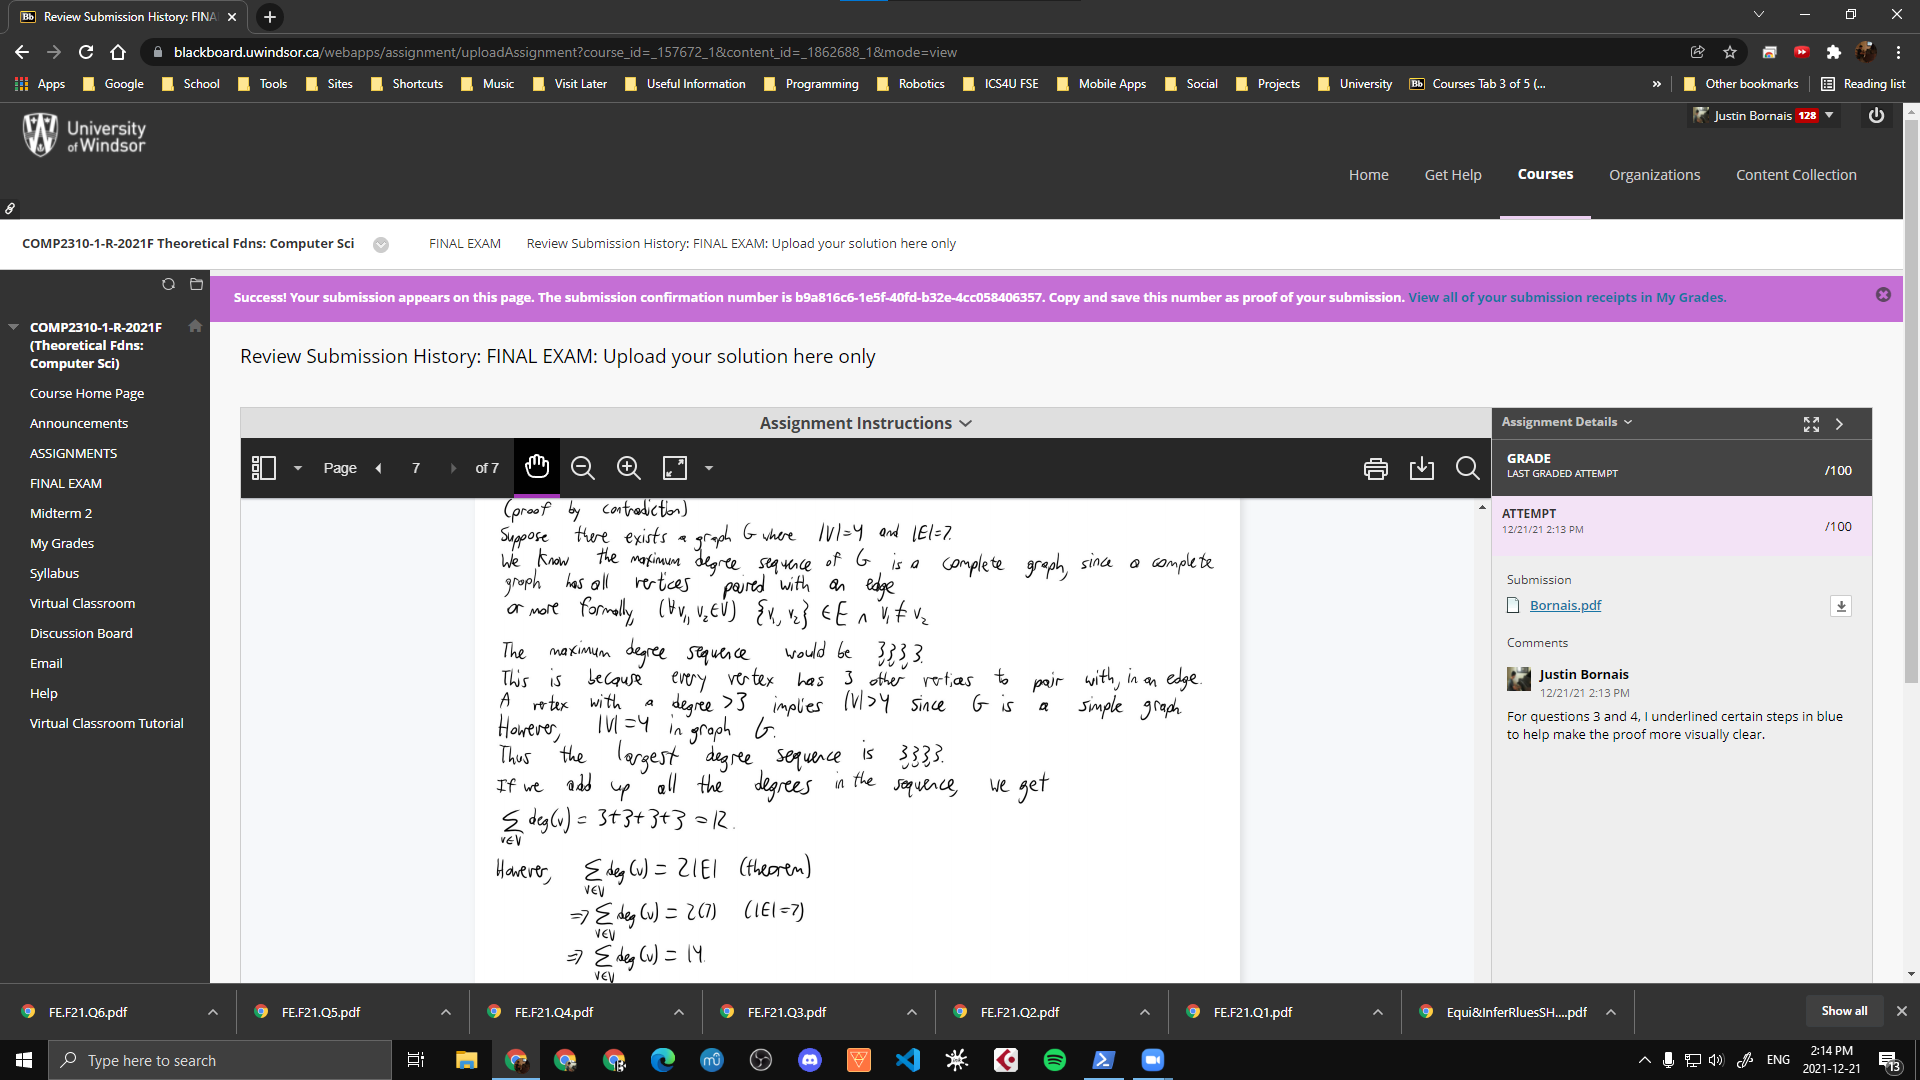 Review Submission History: FINA
blackboard.uwindsor.ca/webapps/assignment/uploadAssignment?course_id=_157672_1&content_id=_1862688_1&mode=view
Apps Google School Tools Sites Shortcuts Music Visit Later Useful Information Programming Robotics ICS4U FSE Mobile Apps Social Projects University Courses Tab 3 of 5 (... » Other bookmarks Reading list
University
of Windsor
Justin Bornais 128
Home Get Help Courses Organizations Content Collection
COMP2310-1-R-2021F Theoretical Fdns: Computer Sci FINAL EXAM Review Submission History: FINAL EXAM: Upload your solution here only
Success! Your submission appears on this page. The submission confirmation number is b9a816c6-1e5f-40fd-b32e-4cc058406357. Copy and save this number as proof of your submission. View all of your submission receipts in My Grades.
COMP2310-1-R-2021F
(Theoretical Fdns:
Computer Sci)
Course Home Page
Announcements
ASSIGNMENTS
FINAL EXAM
Midterm 2
My Grades
Syllabus
Virtual Classroom
Discussion Board
Email
Help
Virtual Classroom Tutorial
Review Submission History: FINAL EXAM: Upload your solution here only
Assignment Instructions
Page 7 of 7
(proof by contradiction)
Suppose there exists a graph G where |V|=4 and |E|=7.
We know the maximum degree sequence of G is a complete graph, since a complete
graph has all vertices paired with an edge
or more formally, (∀v₁, v₂∈V) {v₁, v₂} ∈ E ∧ v₁ ≠ v₂
The maximum degree sequence would be 3,3,3,3.
This is because every vertex has 3 other vertices to pair with, in an edge.
A vertex with a degree >3 implies |V|>4 since G is a simple graph
However, |V|=4 in graph G.
Thus the largest degree sequence is 3,3,3,3.
If we add up all the degrees in the sequence, we get
∑ deg(v) = 3+3+3+3 = 12.
v∈V
However, ∑ deg(v) = 2|E| (theorem)
v∈V
⇒ ∑ deg(v) = 2(7) (|E|=7)
v∈V
⇒ ∑ deg(v) = 14.
v∈V
Assignment Details
GRADE
LAST GRADED ATTEMPT
/100
ATTEMPT
12/21/21 2:13 PM
/100
Submission
Bornais.pdf
Comments
Justin Bornais
12/21/21 2:13 PM
For questions 3 and 4, I underlined certain steps in blue
to help make the proof more visually clear.
FE.F21.Q6.pdf FE.F21.Q5.pdf FE.F21.Q4.pdf FE.F21.Q3.pdf FE.F21.Q2.pdf FE.F21.Q1.pdf Equi&InferRluesSH....pdf Show all
Type here to search
ENG
2:14 PM
2021-12-21
13